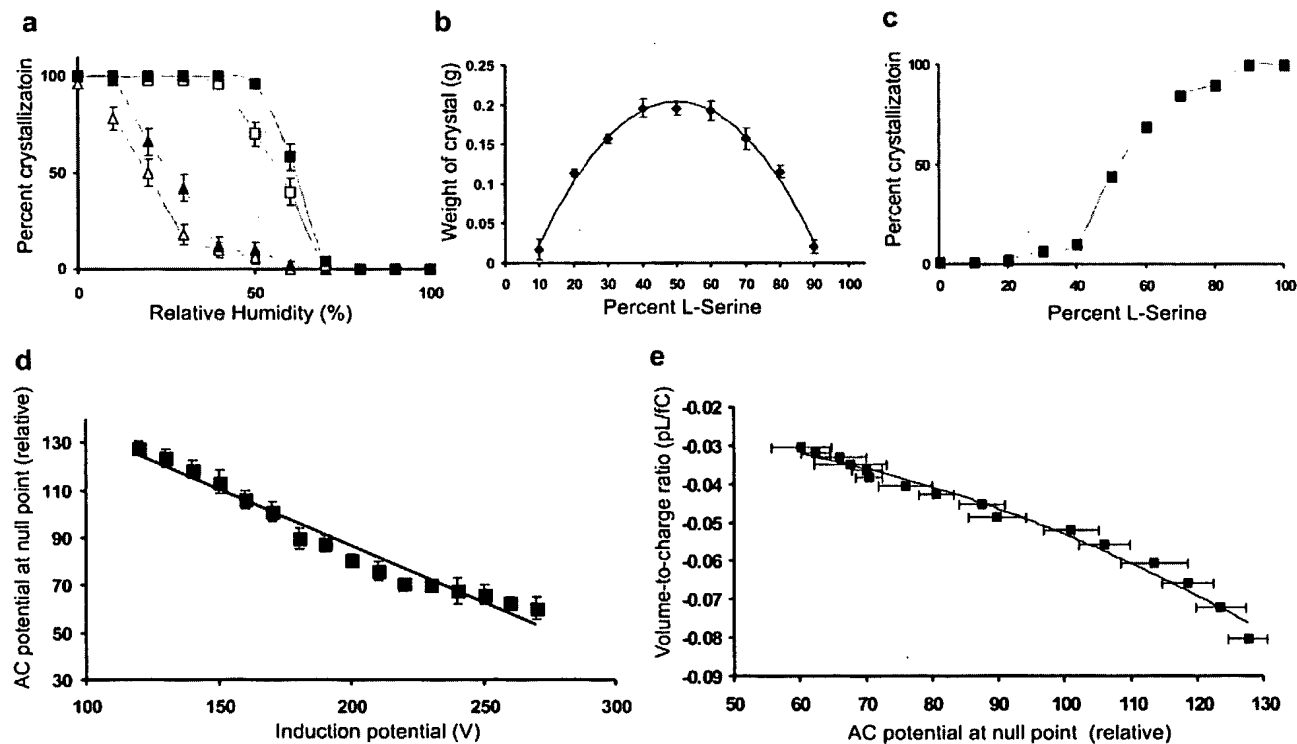 a
Percent crystallizatoin
100
50
0
0
50
100
Relative Humidity (%)
b
Weight of crystal (g)
0.25
0.2
0.15
0.1
0.05
0
0 10 20 30 40 50 60 70 80 90 100
Percent L-Serine
c
Percent crystallizatoin
100
50
0
0 20 40 60 80 100
Percent L-Serine
d
AC potential at null point (relative)
130
110
90
70
50
30
100 150 200 250 300
Induction potential (V)
e
Volume-to-charge ratio (pL/fC)
-0.02
-0.03
-0.04
-0.05
-0.06
-0.07
-0.08
-0.09
50 60 70 80 90 100 110 120 130
AC potential at null point (relative)